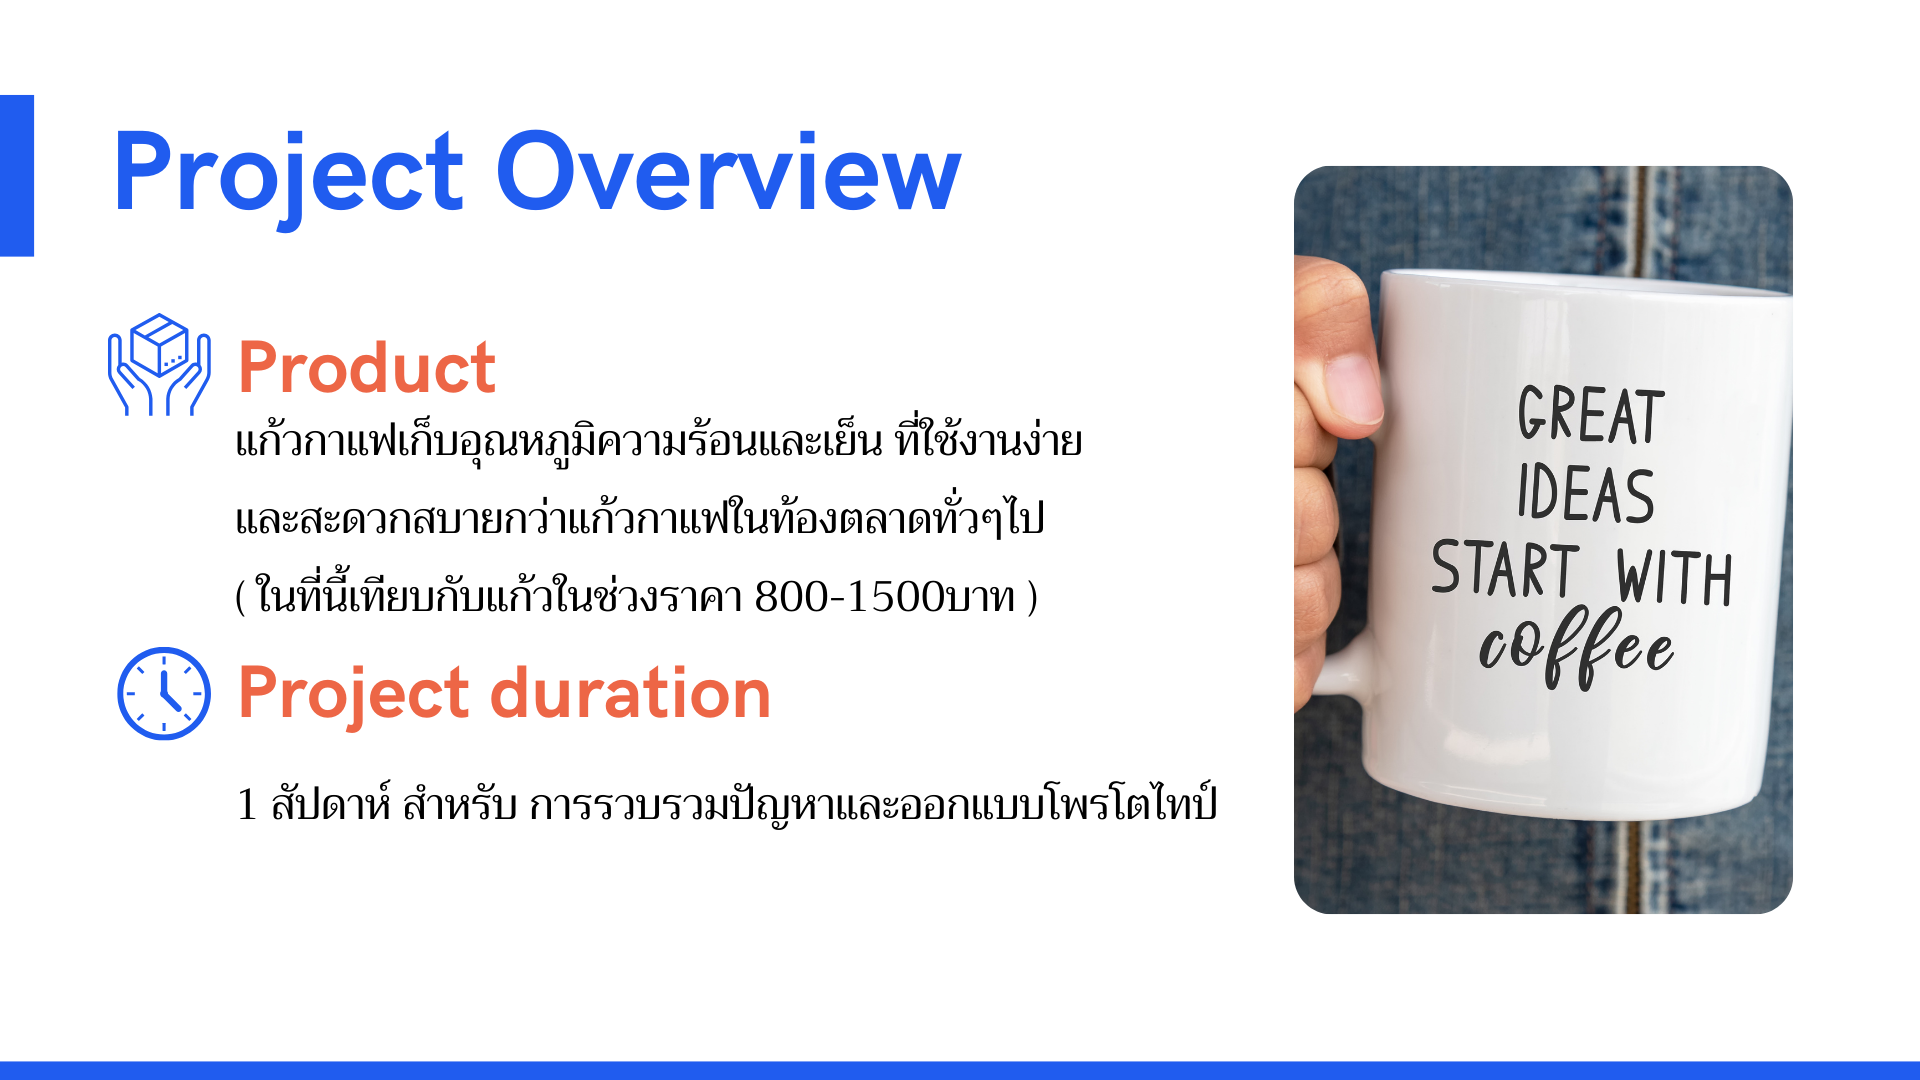 Project Overview
Product
แก้วกาแฟเก็บอุณหภูมิความร้อนและเย็น ที่ใช้งานง่าย
และสะดวกสบายกว่าแก้วกาแฟในท้องตลาดทั่วๆไป
( ในที่นี้เทียบกับแก้วในช่วงราคา 800-1500บาท )
Project duration
1 สัปดาห์ สำหรับ การรวบรวมปัญหาและออกแบบโพรโตไทป์
GREAT
IDEAS
START WITH
coffee